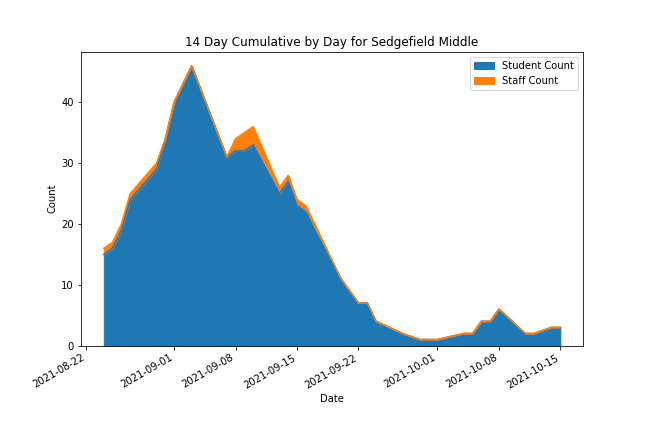 14 Day Cumulative by Day for Sedgefield Middle
Student Count
Staff Count
40
30
20
10
0
Count
2021-08-22
2021-09-01
2021-09-08
2021-09-15
2021-09-22
2021-10-01
2021-10-08
2021-10-15
Date